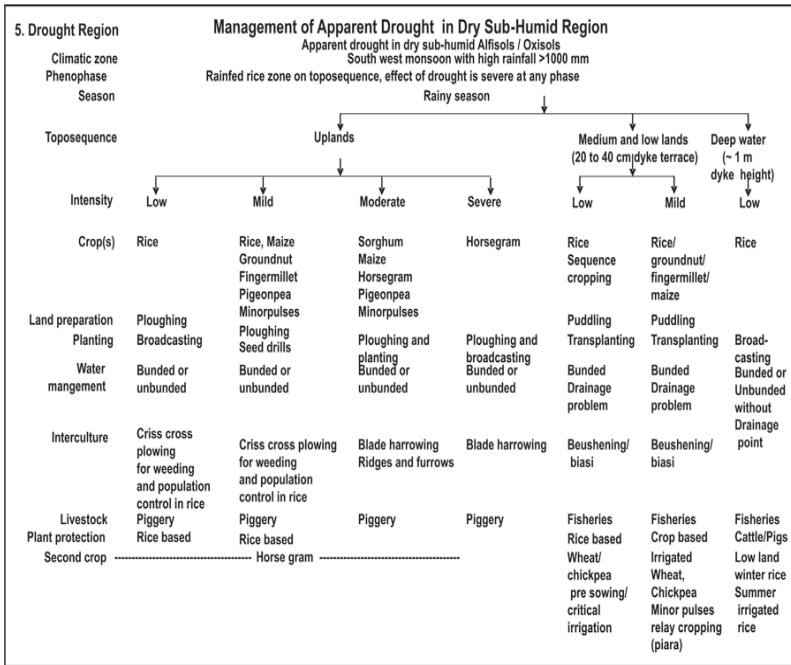 5. Drought Region Management of Apparent Drought in Dry Sub-Humid Region
Apparent drought in dry sub-humid Alfisols / Oxisols
Climatic zone South west monsoon with high rainfall >1000 mm
Phenophase Rainfed rice zone on toposequence, effect of drought is severe at any phase
Season Rainy season
Toposequence Uplands Medium and low lands Deep water
(20 to 40 cm dyke terrace) (~ 1 m
dyke height)
Intensity Low Mild Moderate Severe Low Mild Low
Crop(s) Rice Rice, Maize Sorghum Horsegram Rice Rice/ Rice
Groundnut Maize Sequence groundnut/
Fingermillet Horsegram cropping fingermillet/
Pigeonpea Pigeonpea maize
Minorpulses Minorpulses
Land preparation Ploughing Puddling Puddling
Ploughing
Planting Broadcasting Seed drills Ploughing and Ploughing and Transplanting Transplanting Broad-
planting broadcasting casting
Water Bunded or Bunded or Bunded or Bunded or Bunded Bunded Bunded or
mangement unbunded unbunded unbunded unbunded Drainage Drainage Unbunded
problem problem without
Drainage
Interculture Criss cross Criss cross plowing Blade harrowing Blade harrowing Beushening/ Beushening/ point
plowing for weeding Ridges and furrows biasi biasi
for weeding and population
and population control in rice
control in rice
Livestock Piggery Piggery Piggery Piggery Fisheries Fisheries Fisheries
Plant protection Rice based Rice based Rice based Crop based Cattle/Pigs
Second crop Horse gram Wheat/ Irrigated Low land
chickpea Wheat, winter rice
pre sowing/ Chickpea Summer
critical Minor pulses irrigated
irrigation relay cropping rice
(piara)